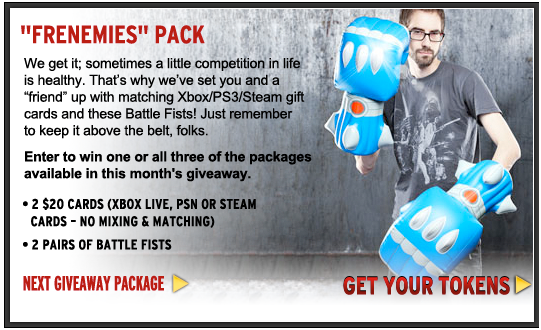 "FRENEMIES" PACK
We get it; sometimes a little competition in life
is healthy. That's why we've set you and a
“friend” up with matching Xbox/PS3/Steam gift
cards and these Battle Fists! Just remember
to keep it above the belt, folks.
Enter to win one or all three of the packages
available in this month's giveaway.
• 2 $20 CARDS (XBOX LIVE, PSN OR STEAM
CARDS – NO MIXING & MATCHING)
• 2 PAIRS OF BATTLE FISTS
NEXT GIVEAWAY PACKAGE
GET YOUR TOKENS